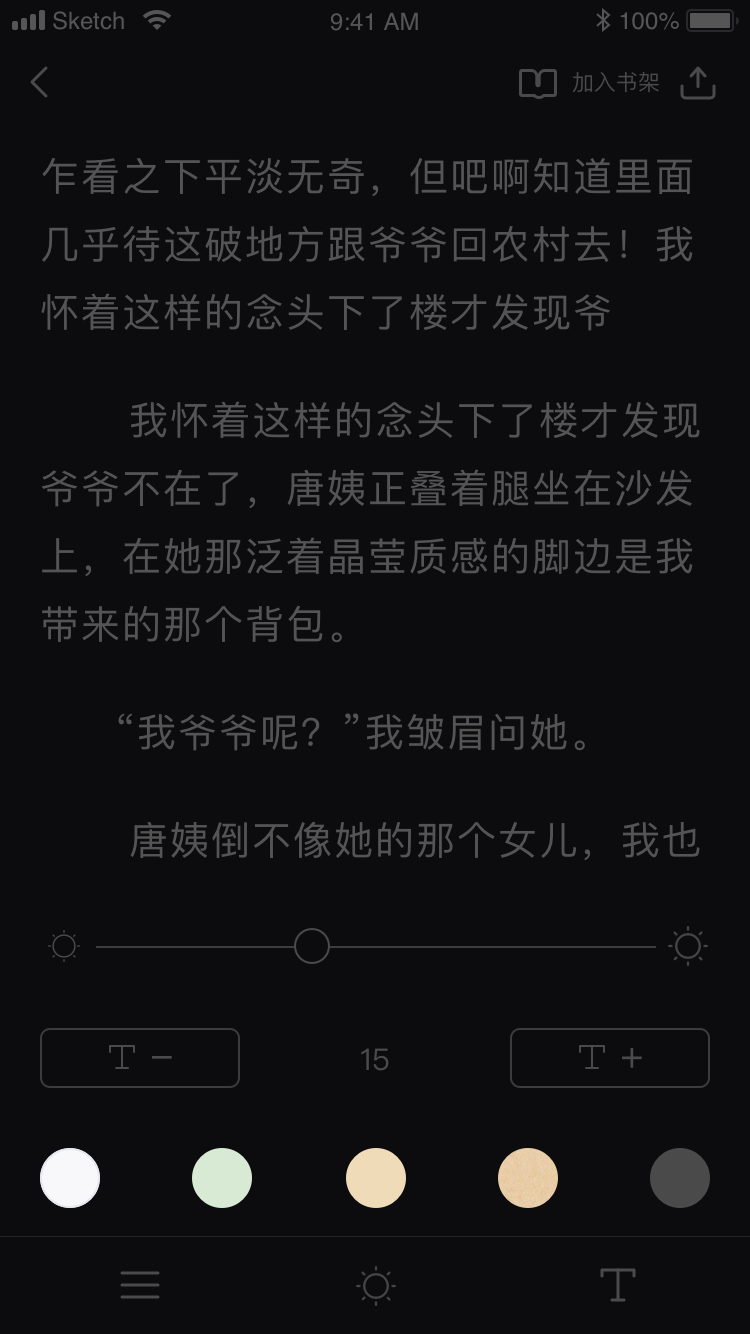 Sketch 9:41 AM 100%
加入书架
乍看之下平淡无奇，但吧啊知道里面
几乎待这破地方跟爷爷回农村去！我
怀着这样的念头下了楼才发现爷
我怀着这样的念头下了楼才发现
爷爷不在了，唐姨正叠着腿坐在沙发
上，在她那泛着晶莹质感的脚边是我
带来的那个背包。
“我爷爷呢？”我皱眉问她。
唐姨倒不像她的那个女儿，我也
T − 15 T +
T